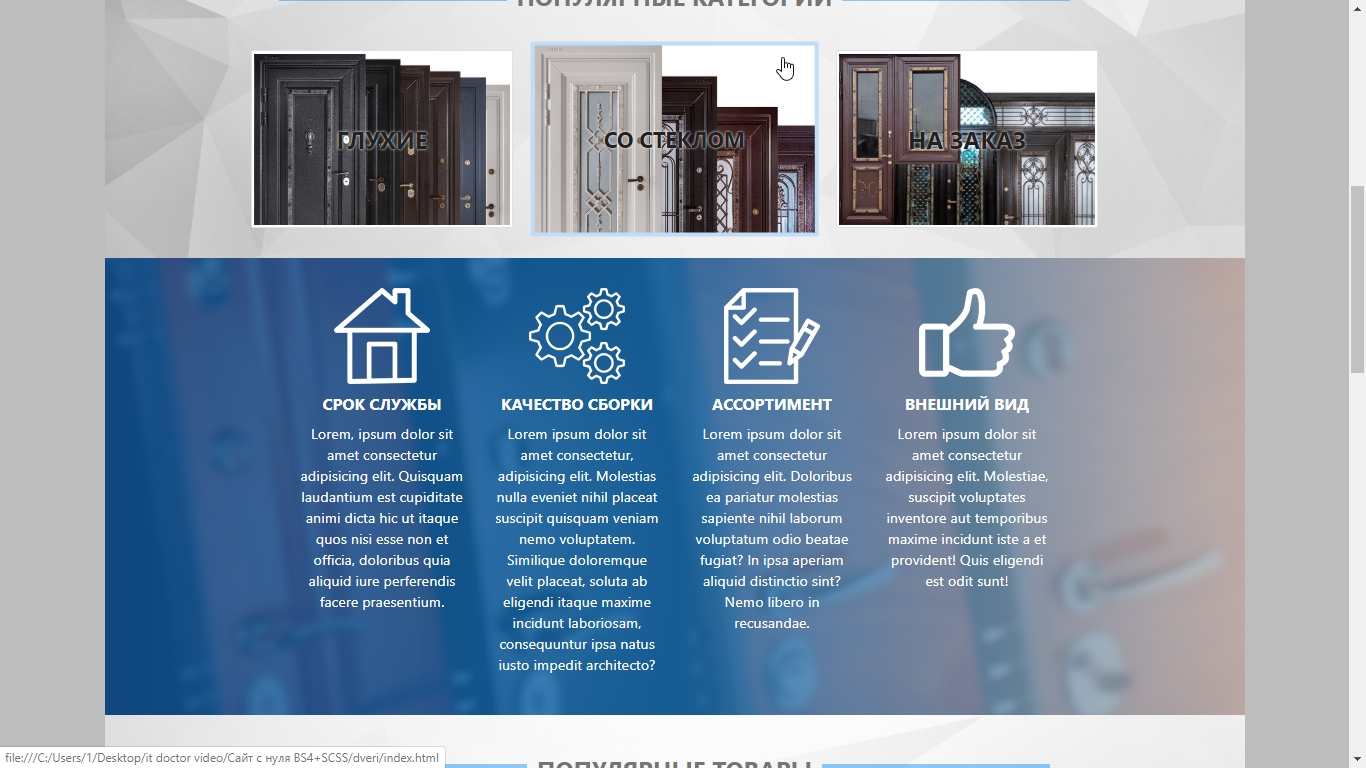 ПОПУЛЯРНЫЕ КАТЕГОРИИ
ГЛУХИЕ
СО СТЕКЛОМ
НА ЗАКАЗ
СРОК СЛУЖБЫ
Lorem, ipsum dolor sit
amet consectetur
adipisicing elit. Quisquam
laudantium est cupiditate
animi dicta hic ut itaque
quos nisi esse non et
officia, doloribus quia
aliquid iure perferendis
facere praesentium.
КАЧЕСТВО СБОРКИ
Lorem ipsum dolor sit
amet consectetur,
adipisicing elit. Molestias
nulla eveniet nihil placeat
suscipit quisquam veniam
nemo voluptatem.
Similique doloremque
velit placeat, soluta ab
eligendi itaque maxime
incidunt laboriosam,
consequuntur ipsa natus
iusto impedit architecto?
АССОРТИМЕНТ
Lorem ipsum dolor sit
amet consectetur
adipisicing elit. Doloribus
ea pariatur molestias
sapiente nihil laborum
voluptatum odio beatae
fugiat? In ipsa aperiam
aliquid distinctio sint?
Nemo libero in
recusandae.
ВНЕШНИЙ ВИД
Lorem ipsum dolor sit
amet consectetur
adipisicing elit. Molestiae,
suscipit voluptates
inventore aut temporibus
maxime incidunt iste a et
provident! Quis eligendi
est odit sunt!
ПОПУЛЯРНЫЕ ТОВАРЫ
file:///C:/Users/1/Desktop/it doctor video/Сайт с нуля BS4+SCSS/dveri/index.html